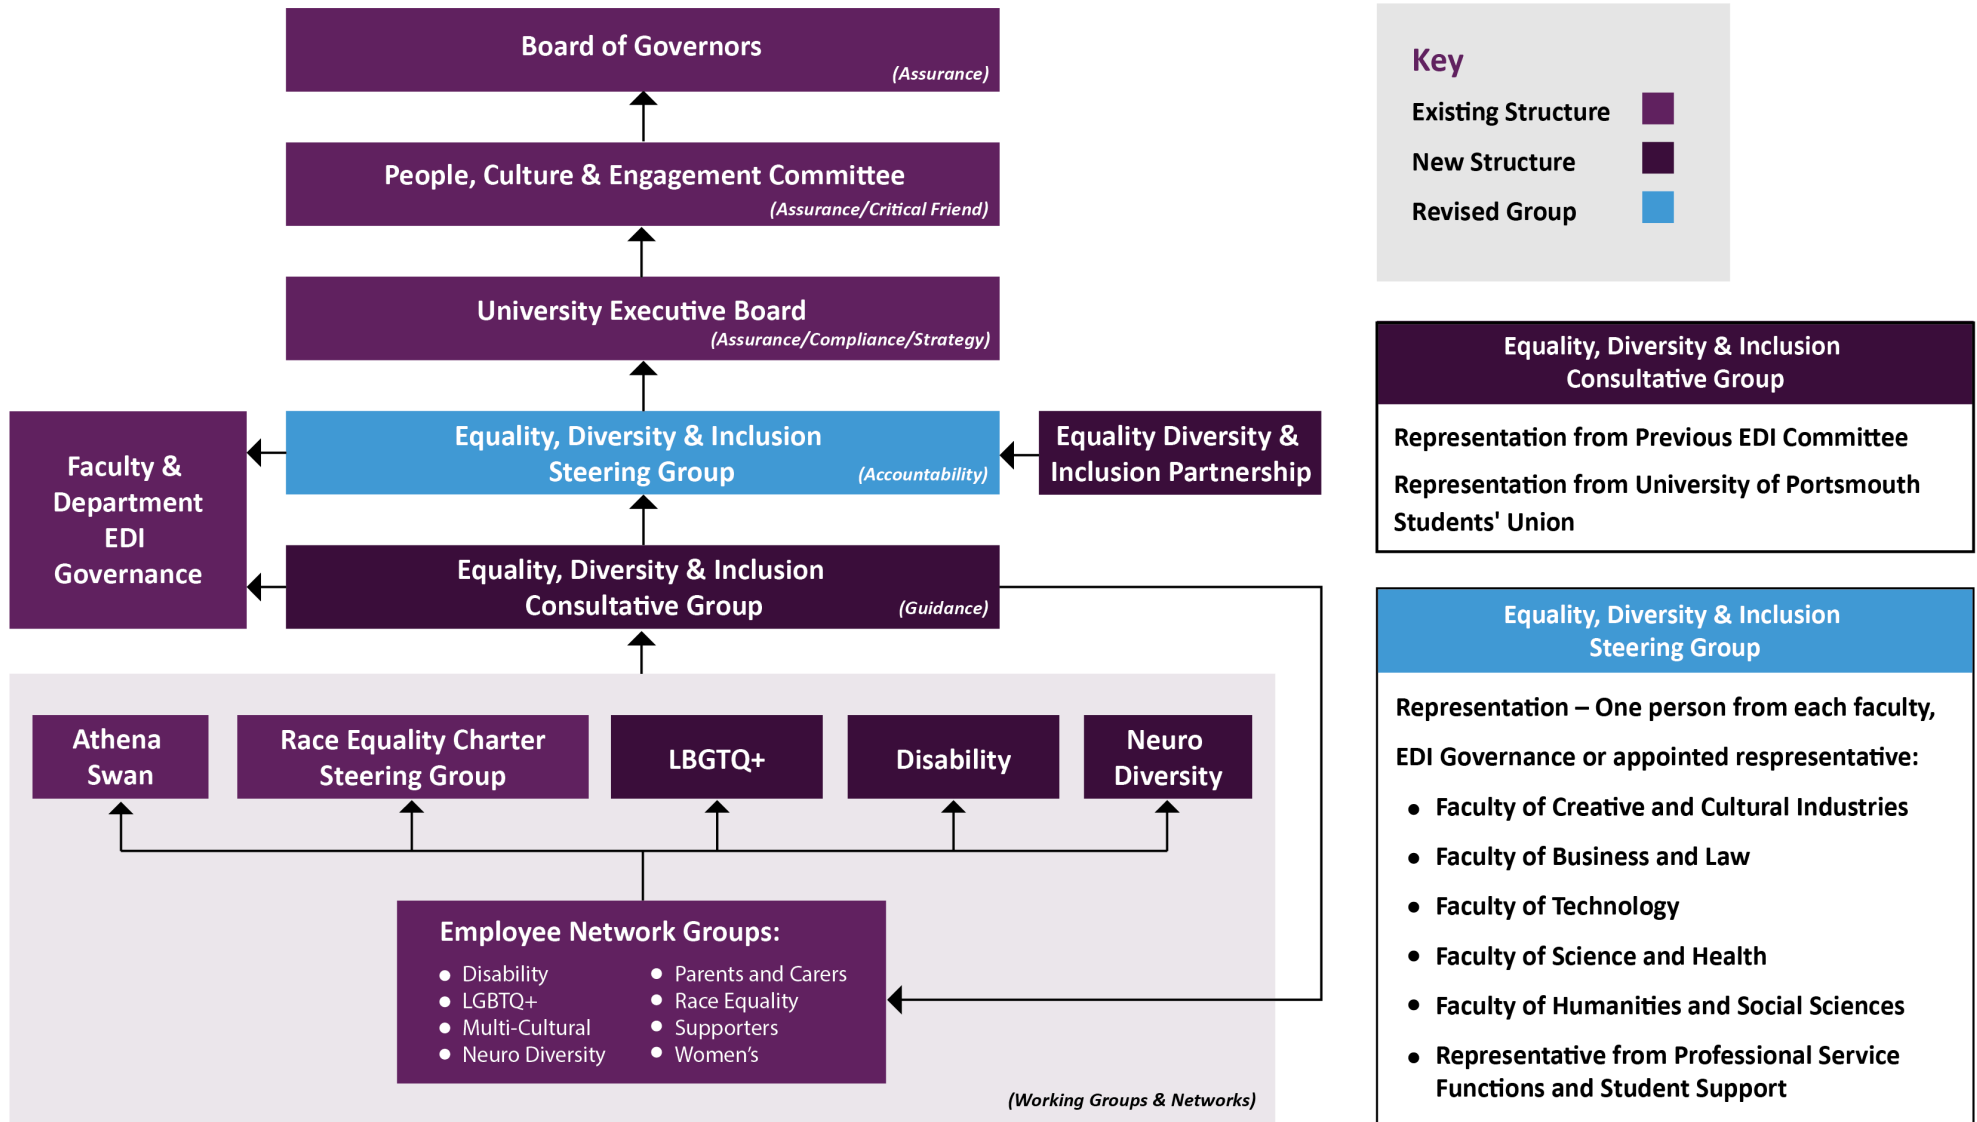 Board of Governors
(Assurance)
People, Culture & Engagement Committee
(Assurance/Critical Friend)
University Executive Board
(Assurance/Compliance/Strategy)
Faculty &
Department
EDI
Governance
Equality, Diversity & Inclusion
Steering Group
(Accountability)
Equality Diversity &
Inclusion Partnership
Equality, Diversity & Inclusion
Consultative Group
(Guidance)
Athena
Swan
Race Equality Charter
Steering Group
LBGTQ+
Disability
Neuro
Diversity
Employee Network Groups:
Disability
LGBTQ+
Multi-Cultural
Neuro Diversity
Parents and Carers
Race Equality
Supporters
Women’s
(Working Groups & Networks)
Key
Existing Structure
New Structure
Revised Group
Equality, Diversity & Inclusion
Consultative Group
Representation from Previous EDI Committee
Representation from University of Portsmouth
Students' Union
Equality, Diversity & Inclusion
Steering Group
Representation – One person from each faculty,
EDI Governance or appointed respresentative:
Faculty of Creative and Cultural Industries
Faculty of Business and Law
Faculty of Technology
Faculty of Science and Health
Faculty of Humanities and Social Sciences
Representative from Professional Service
Functions and Student Support